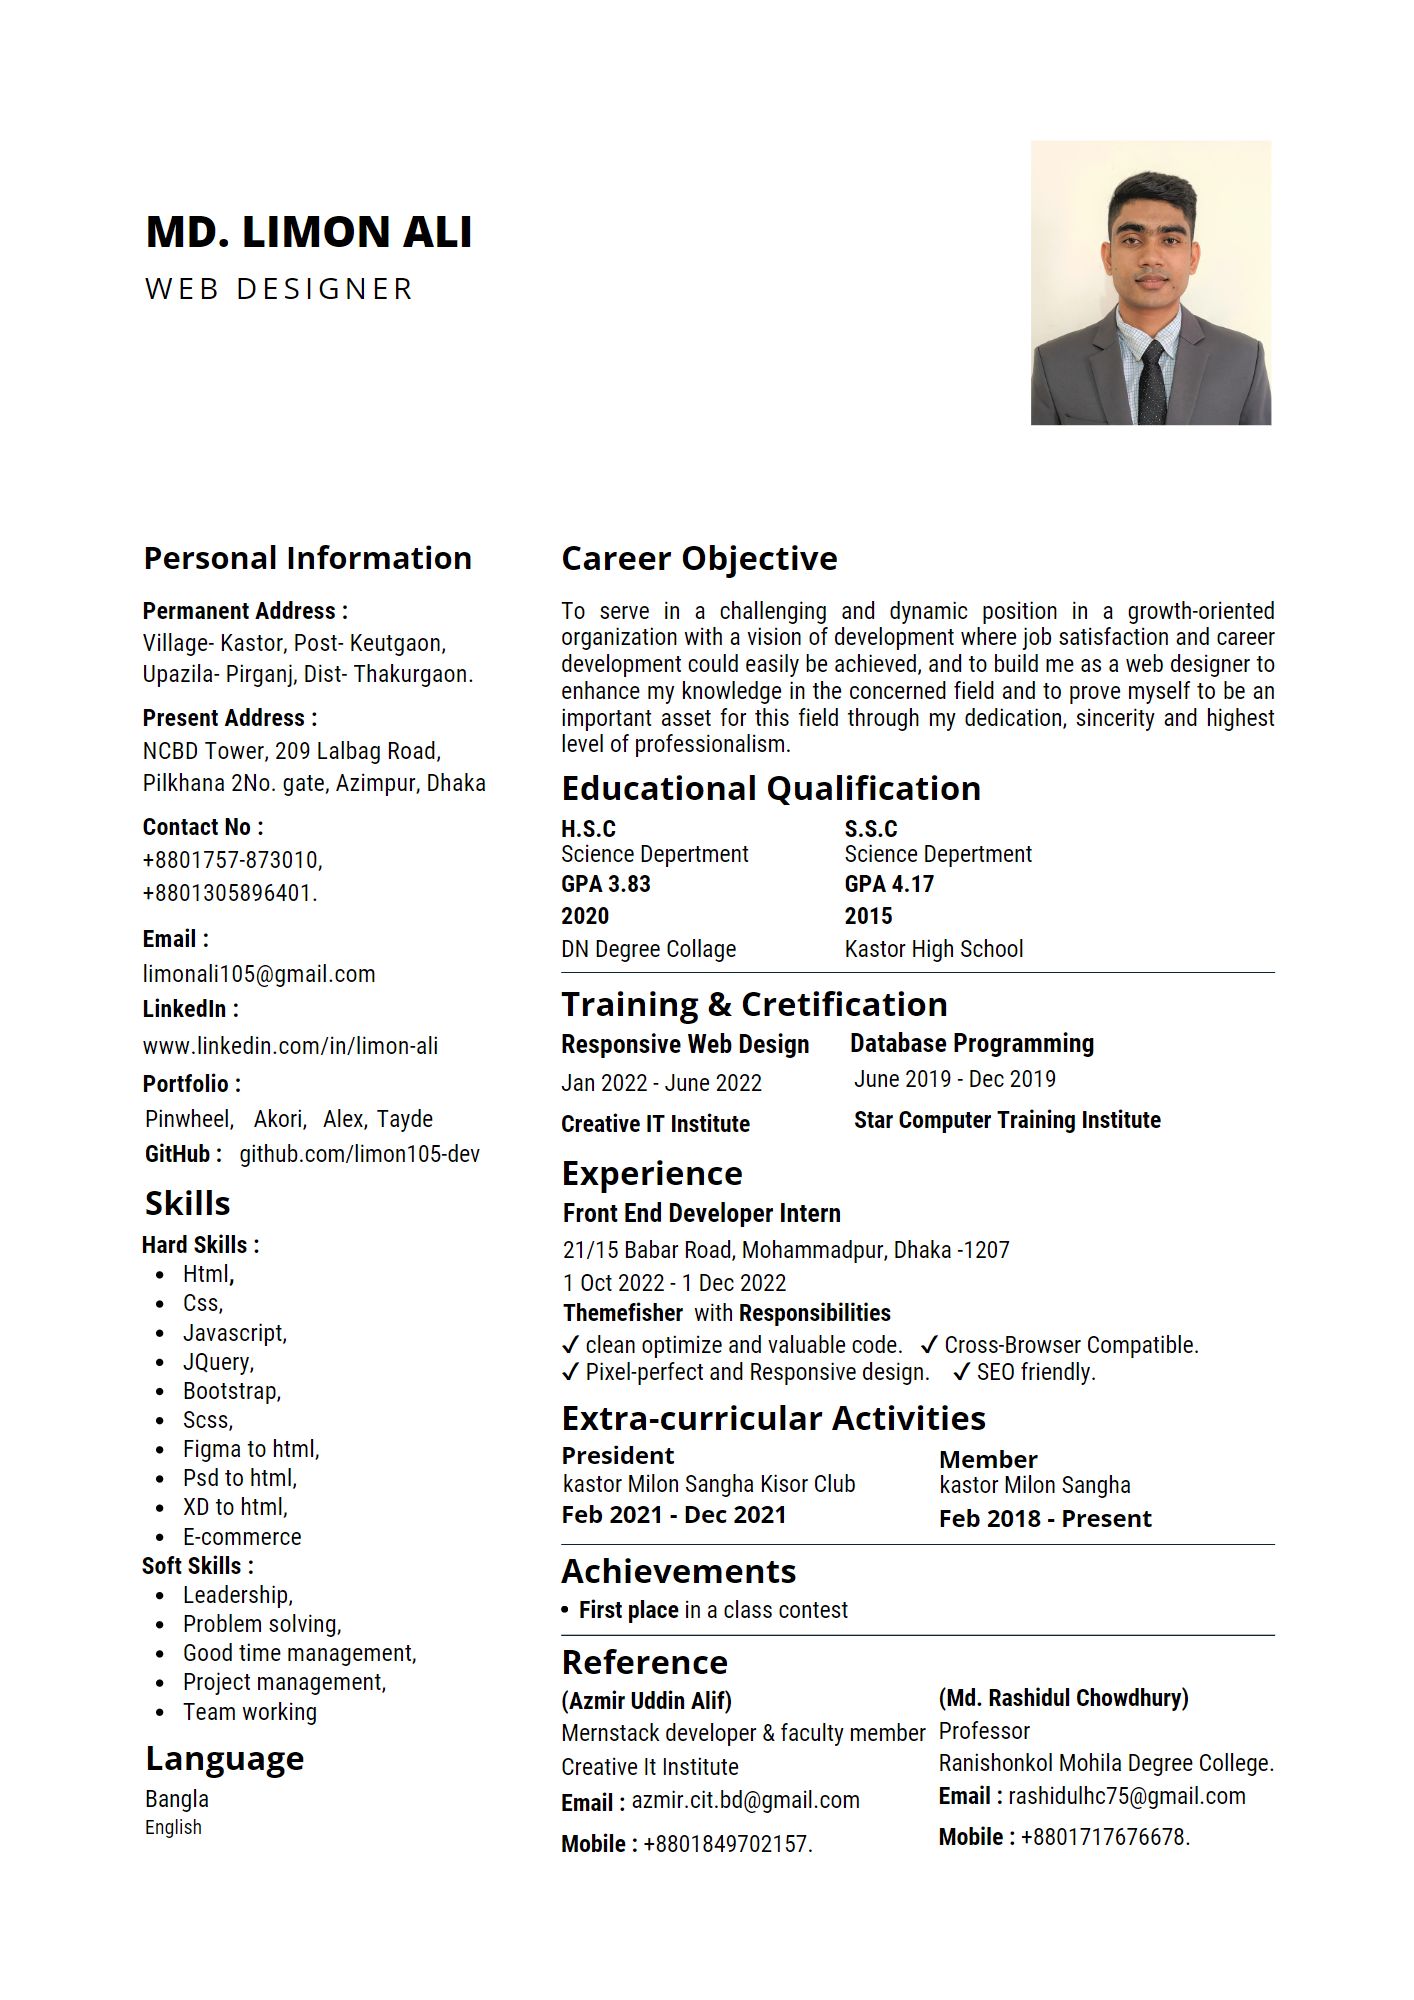 MD. LIMON ALI
WEB DESIGNER
Personal Information
Permanent Address :
Village- Kastor, Post- Keutgaon,
Upazila- Pirganj, Dist- Thakurgaon.
Present Address :
NCBD Tower, 209 Lalbag Road,
Pilkhana 2No. gate, Azimpur, Dhaka
Contact No :
+8801757-873010,
+8801305896401.
Email :
limonali105@gmail.com
LinkedIn :
www.linkedin.com/in/limon-ali
Portfolio :
Pinwheel, Akori, Alex, Tayde
GitHub : github.com/limon105-dev
Skills
Hard Skills :
• Html,
• Css,
• Javascript,
• JQuery,
• Bootstrap,
• Scss,
• Figma to html,
• Psd to html,
• XD to html,
• E-commerce
Soft Skills :
• Leadership,
• Problem solving,
• Good time management,
• Project management,
• Team working
Language
Bangla
English
Career Objective
To serve in a challenging and dynamic position in a growth-oriented
organization with a vision of development where job satisfaction and career
development could easily be achieved, and to build me as a web designer to
enhance my knowledge in the concerned field and to prove myself to be an
important asset for this field through my dedication, sincerity and highest
level of professionalism.
Educational Qualification
H.S.C
Science Depertment
GPA 3.83
2020
DN Degree Collage
S.S.C
Science Depertment
GPA 4.17
2015
Kastor High School
Training & Cretification
Responsive Web Design
Jan 2022 - June 2022
Creative IT Institute
Database Programming
June 2019 - Dec 2019
Star Computer Training Institute
Experience
Front End Developer Intern
21/15 Babar Road, Mohammadpur, Dhaka -1207
1 Oct 2022 - 1 Dec 2022
Themefisher with Responsibilities
✓ clean optimize and valuable code. ✓ Cross-Browser Compatible.
✓ Pixel-perfect and Responsive design. ✓ SEO friendly.
Extra-curricular Activities
President
kastor Milon Sangha Kisor Club
Feb 2021 - Dec 2021
Member
kastor Milon Sangha
Feb 2018 - Present
Achievements
• First place in a class contest
Reference
(Azmir Uddin Alif)
Mernstack developer & faculty member
Creative It Institute
Email : azmir.cit.bd@gmail.com
Mobile : +8801849702157.
(Md. Rashidul Chowdhury)
Professor
Ranishonkol Mohila Degree College.
Email : rashidulhc75@gmail.com
Mobile : +8801717676678.